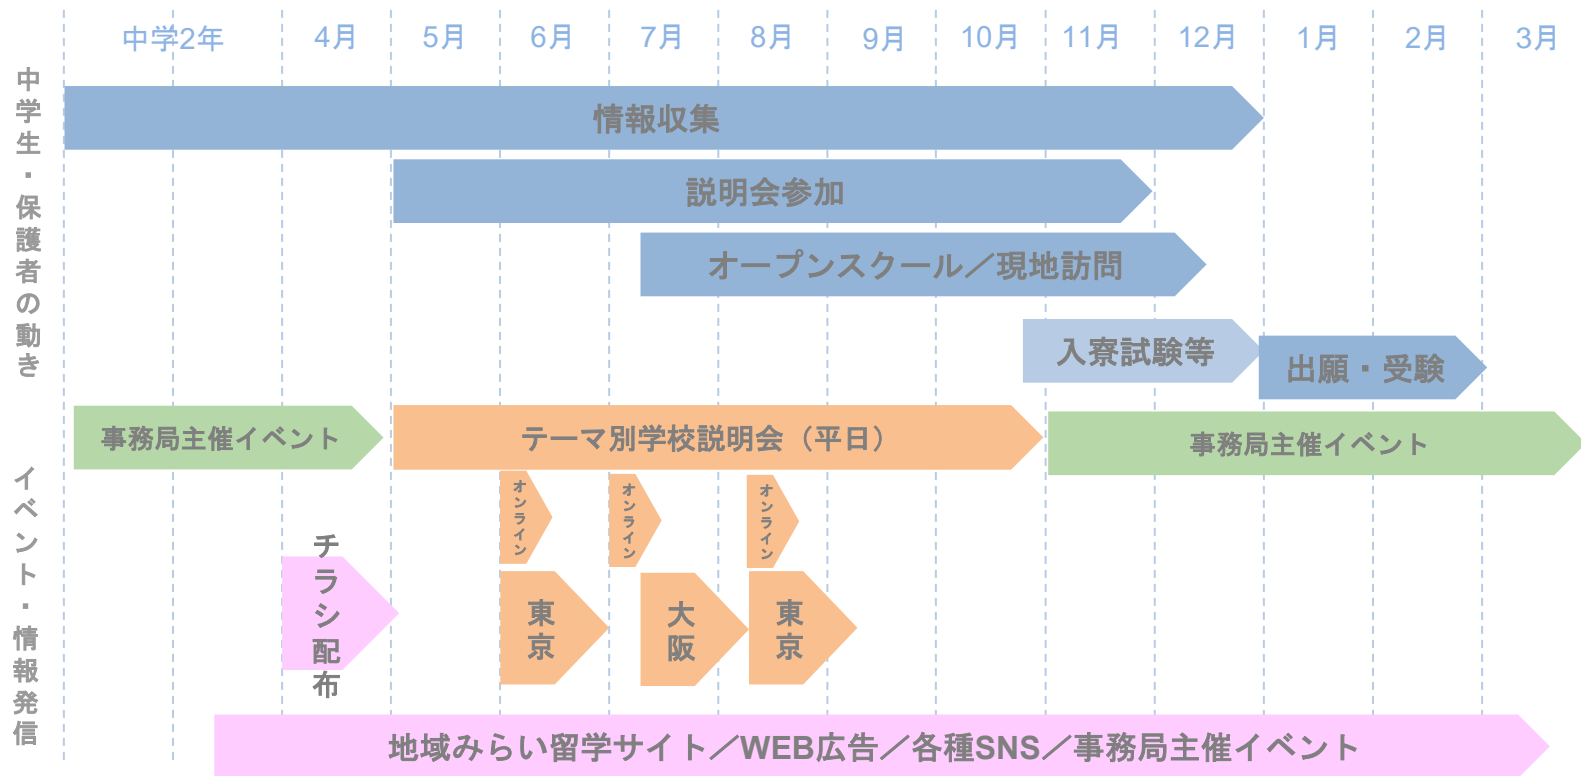 中学2年 4月 5月 6月 7月 8月 9月 10月 11月 12月 1月 2月 3月
中学生・保護者の動き
情報収集
説明会参加
オープンスクール／現地訪問
入寮試験等
出願・受験
イベント・情報発信
事務局主催イベント
テーマ別学校説明会（平日）
事務局主催イベント
オンライン
オンライン
オンライン
チラシ配布
東京
大阪
東京
地域みらい留学サイト／WEB広告／各種SNS／事務局主催イベント